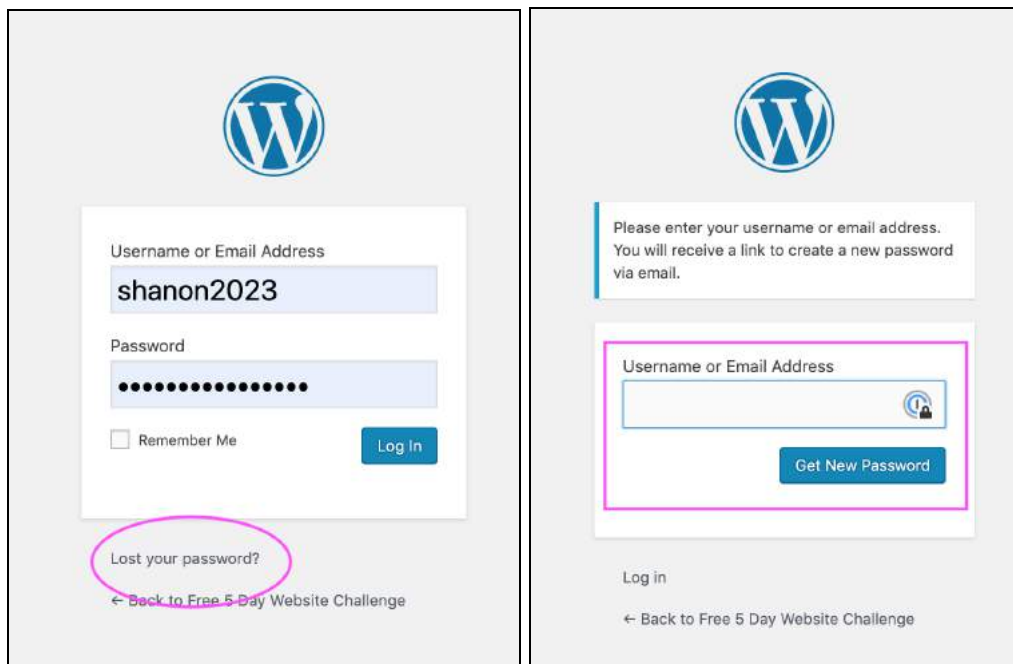 Username or Email Address
shanon2023
Password
••••••••••••••••
Remember Me
Log In
Lost your password?
← Back to Free 5 Day Website Challenge
Please enter your username or email address.
You will receive a link to create a new password
via email.
Username or Email Address
Get New Password
Log in
← Back to Free 5 Day Website Challenge